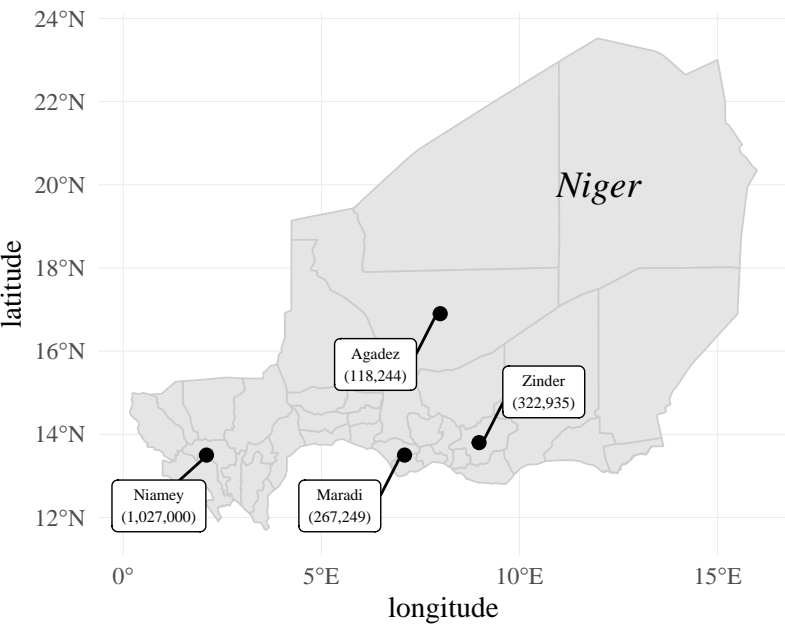 24°N
22°N
20°N
18°N
16°N
14°N
12°N
latitude
Niger
Agadez
(118,244)
Zinder
(322,935)
Niamey
(1,027,000)
Maradi
(267,249)
0°
5°E
10°E
15°E
longitude